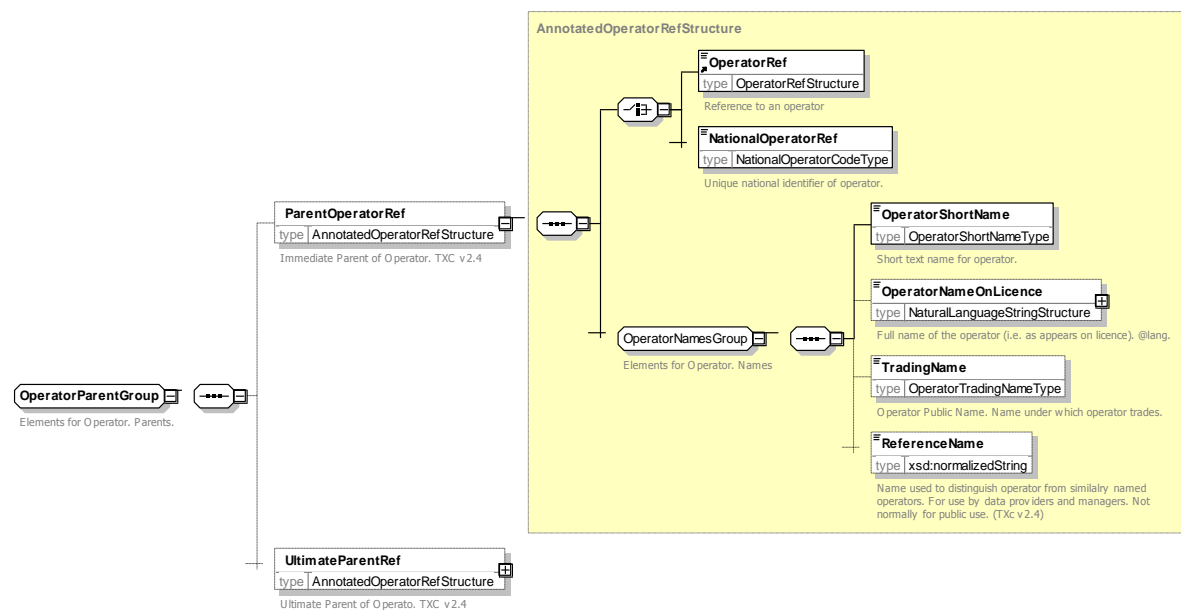 AnnotatedOperatorRefStructure
OperatorRef
type OperatorRefStructure
Reference to an operator
NationalOperatorRef
type NationalOperatorCodeType
Unique national identifier of operator.
ParentOperatorRef
type AnnotatedOperatorRefStructure
Immediate Parent of Operator. TXC v2.4
OperatorShortName
type OperatorShortNameType
Short text name for operator.
OperatorNameOnLicence
type NaturalLanguageStringStructure
Full name of the operator (i.e. as appears on licence). @lang.
OperatorNamesGroup
Elements for Operator. Names
TradingName
type OperatorTradingNameType
Operator Public Name. Name under which operator trades.
OperatorParentGroup
Elements for Operator. Parents.
ReferenceName
type xsd:normalizedString
Name used to distinguish operator from similalry named
operators. For use by data providers and managers. Not
normally for public use. (TXc v2.4)
UltimateParentRef
type AnnotatedOperatorRefStructure
Ultimate Parent of Operato. TXC v2.4